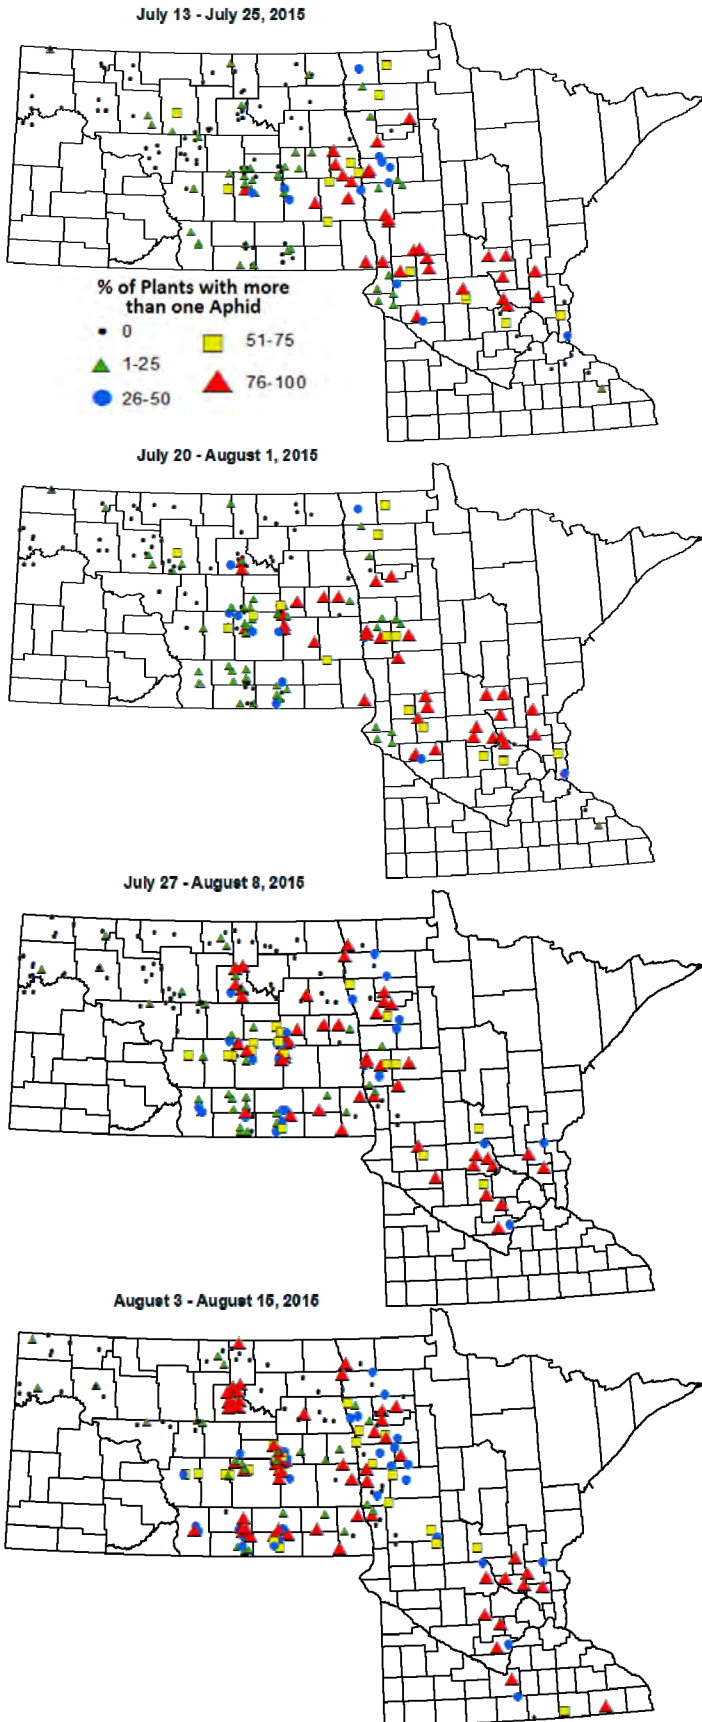 July 13 - July 25, 2015
% of Plants with more
than one Aphid
0
1-25
26-50
51-75
76-100
July 20 - August 1, 2015
July 27 - August 8, 2015
August 3 - August 15, 2015